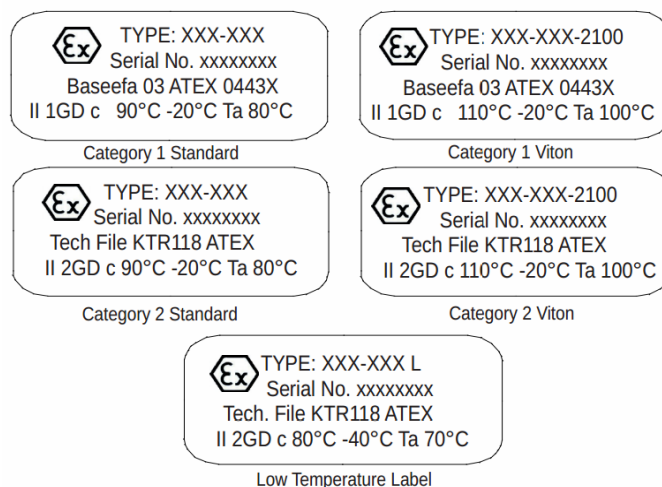 Ex TYPE: XXX-XXX
Serial No. xxxxxxxx
Baseefa 03 ATEX 0443X
II 1GD c 90°C -20°C Ta 80°C
Category 1 Standard
Ex TYPE: XXX-XXX-2100
Serial No. xxxxxxxx
Baseefa 03 ATEX 0443X
II 1GD c 110°C -20°C Ta 100°C
Category 1 Viton
Ex TYPE: XXX-XXX
Serial No. xxxxxxxx
Tech File KTR118 ATEX
II 2GD c 90°C -20°C Ta 80°C
Category 2 Standard
Ex TYPE: XXX-XXX-2100
Serial No. xxxxxxxx
Tech File KTR118 ATEX
II 2GD c 110°C -20°C Ta 100°C
Category 2 Viton
Ex TYPE: XXX-XXX L
Serial No. xxxxxxxx
Tech. File KTR118 ATEX
II 2GD c 80°C -40°C Ta 70°C
Low Temperature Label